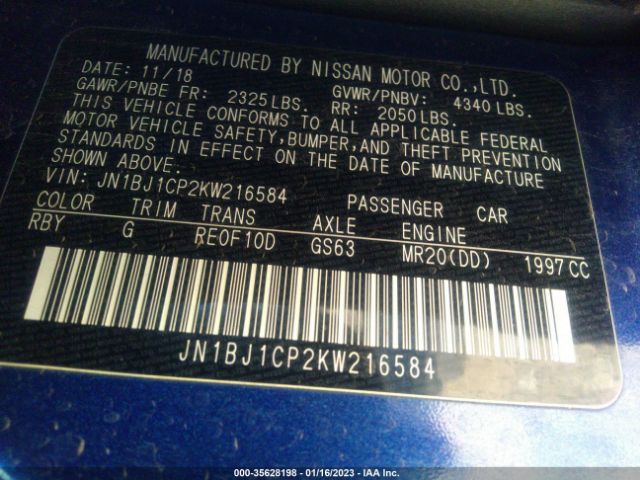 MANUFACTURED BY NISSAN MOTOR CO.,LTD.
DATE: 11/18 GVWR/PNBV: 4340 LBS.
GAWR/PNBE FR: 2325 LBS. RR: 2050 LBS.
THIS VEHICLE CONFORMS TO ALL APPLICABLE FEDERAL
MOTOR VEHICLE SAFETY, BUMPER, AND THEFT PREVENTION
STANDARDS IN EFFECT ON THE DATE OF MANUFACTURE
SHOWN ABOVE.
VIN: JN1BJ1CP2KW216584 PASSENGER CAR
COLOR TRIM TRANS AXLE ENGINE
RBY G RE0F10D GS63 MR20(DD) 1997 CC
JN1BJ1CP2KW216584
000-35628198 - 01/16/2023 - IAA Inc.